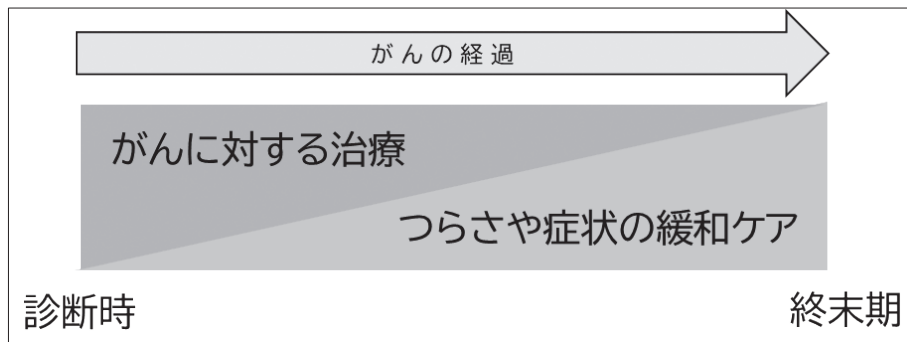 がんの経過
がんに対する治療
つらさや症状の緩和ケア
診断時
終末期